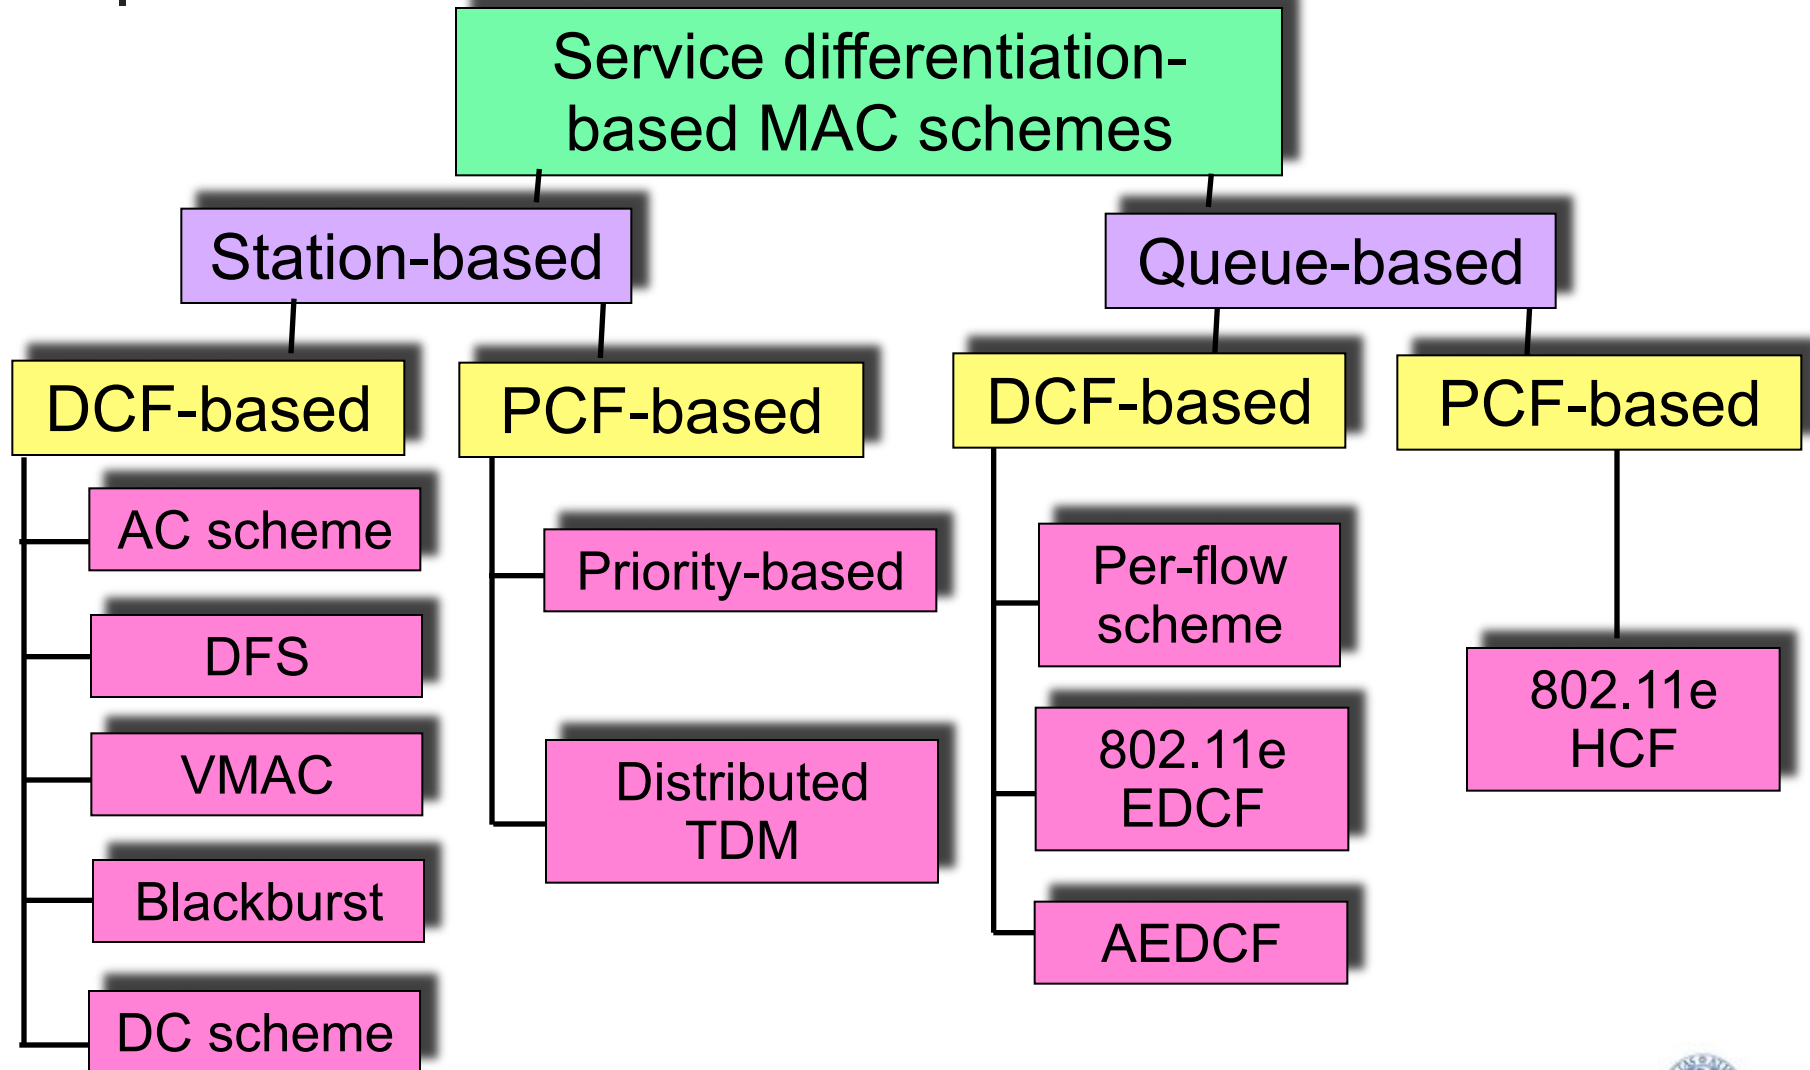 Service differentiation-
based MAC schemes
Station-based
Queue-based
DCF-based
PCF-based
DCF-based
PCF-based
AC scheme
DFS
VMAC
Blackburst
DC scheme
Priority-based
Distributed
TDM
Per-flow
scheme
802.11e
EDCF
AEDCF
802.11e
HCF